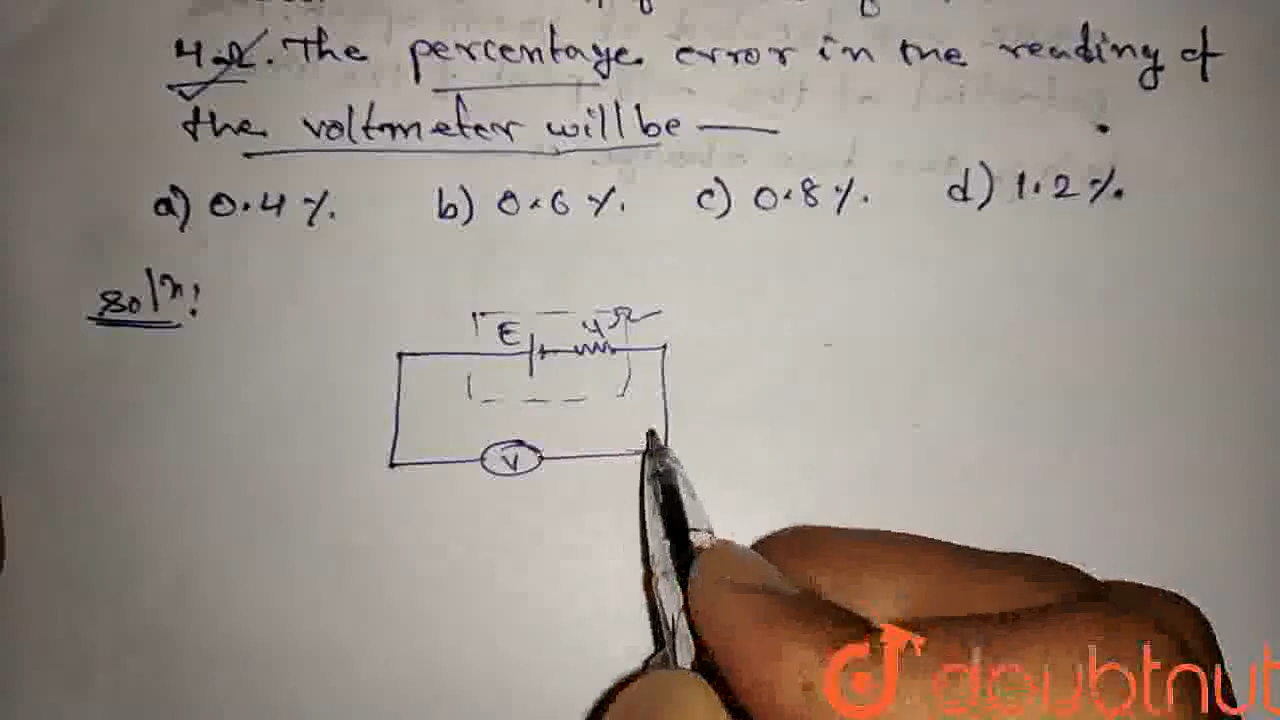 4Ω. The percentage error in the reading of
the voltmeter will be —
a) 0.4 %. b) 0.6 %. c) 0.8 %. d) 1.2 %.
Solⁿ:
E 4Ω
V
doubtnut